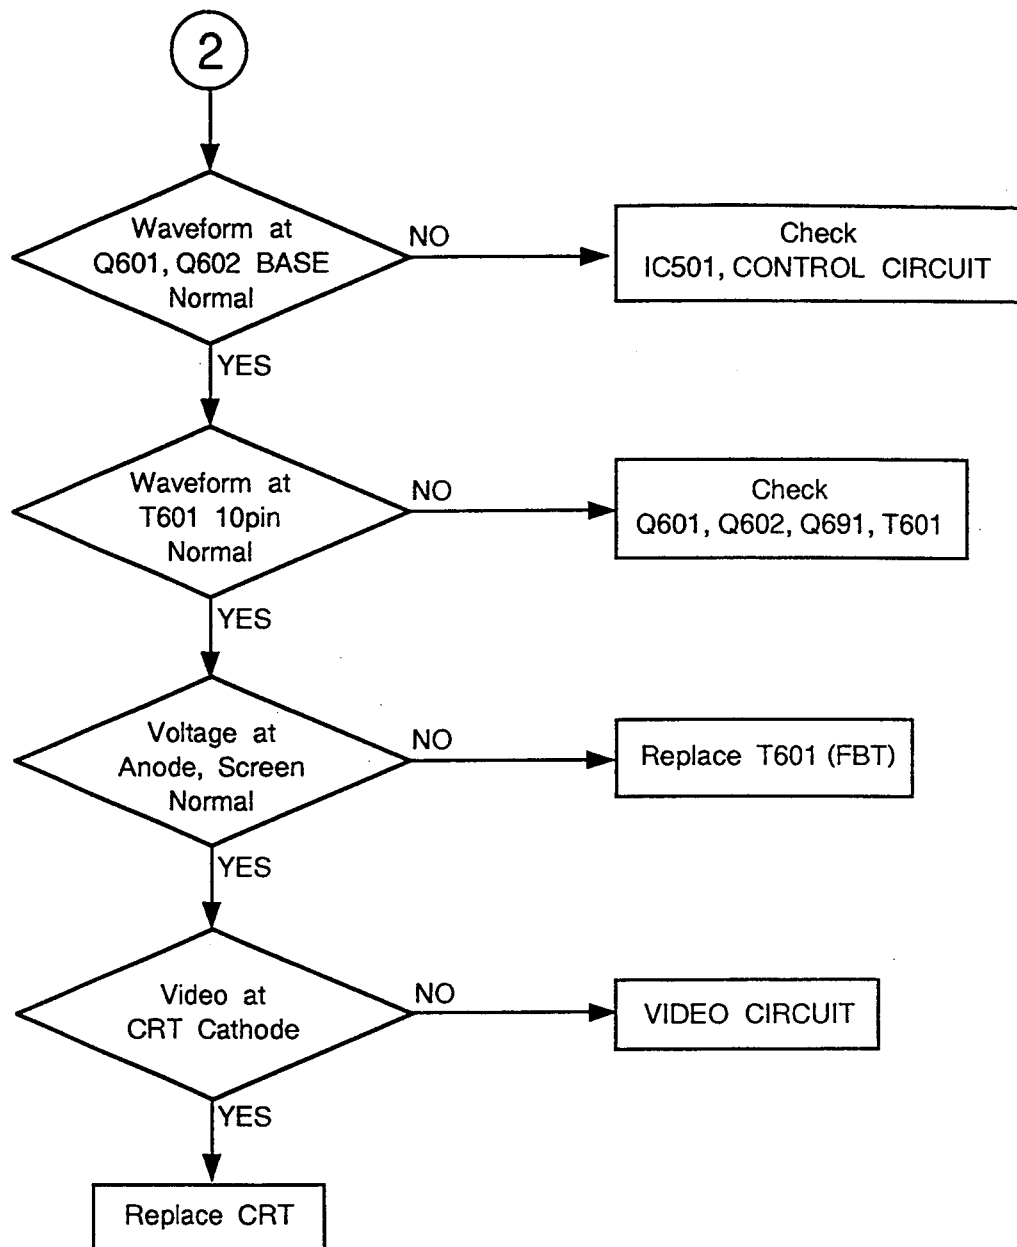 2
Waveform at
Q601, Q602 BASE
Normal
NO
Check
IC501, CONTROL CIRCUIT
YES
Waveform at
T601 10pin
Normal
NO
Check
Q601, Q602, Q691, T601
YES
Voltage at
Anode, Screen
Normal
NO
Replace T601 (FBT)
YES
Video at
CRT Cathode
NO
VIDEO CIRCUIT
YES
Replace CRT